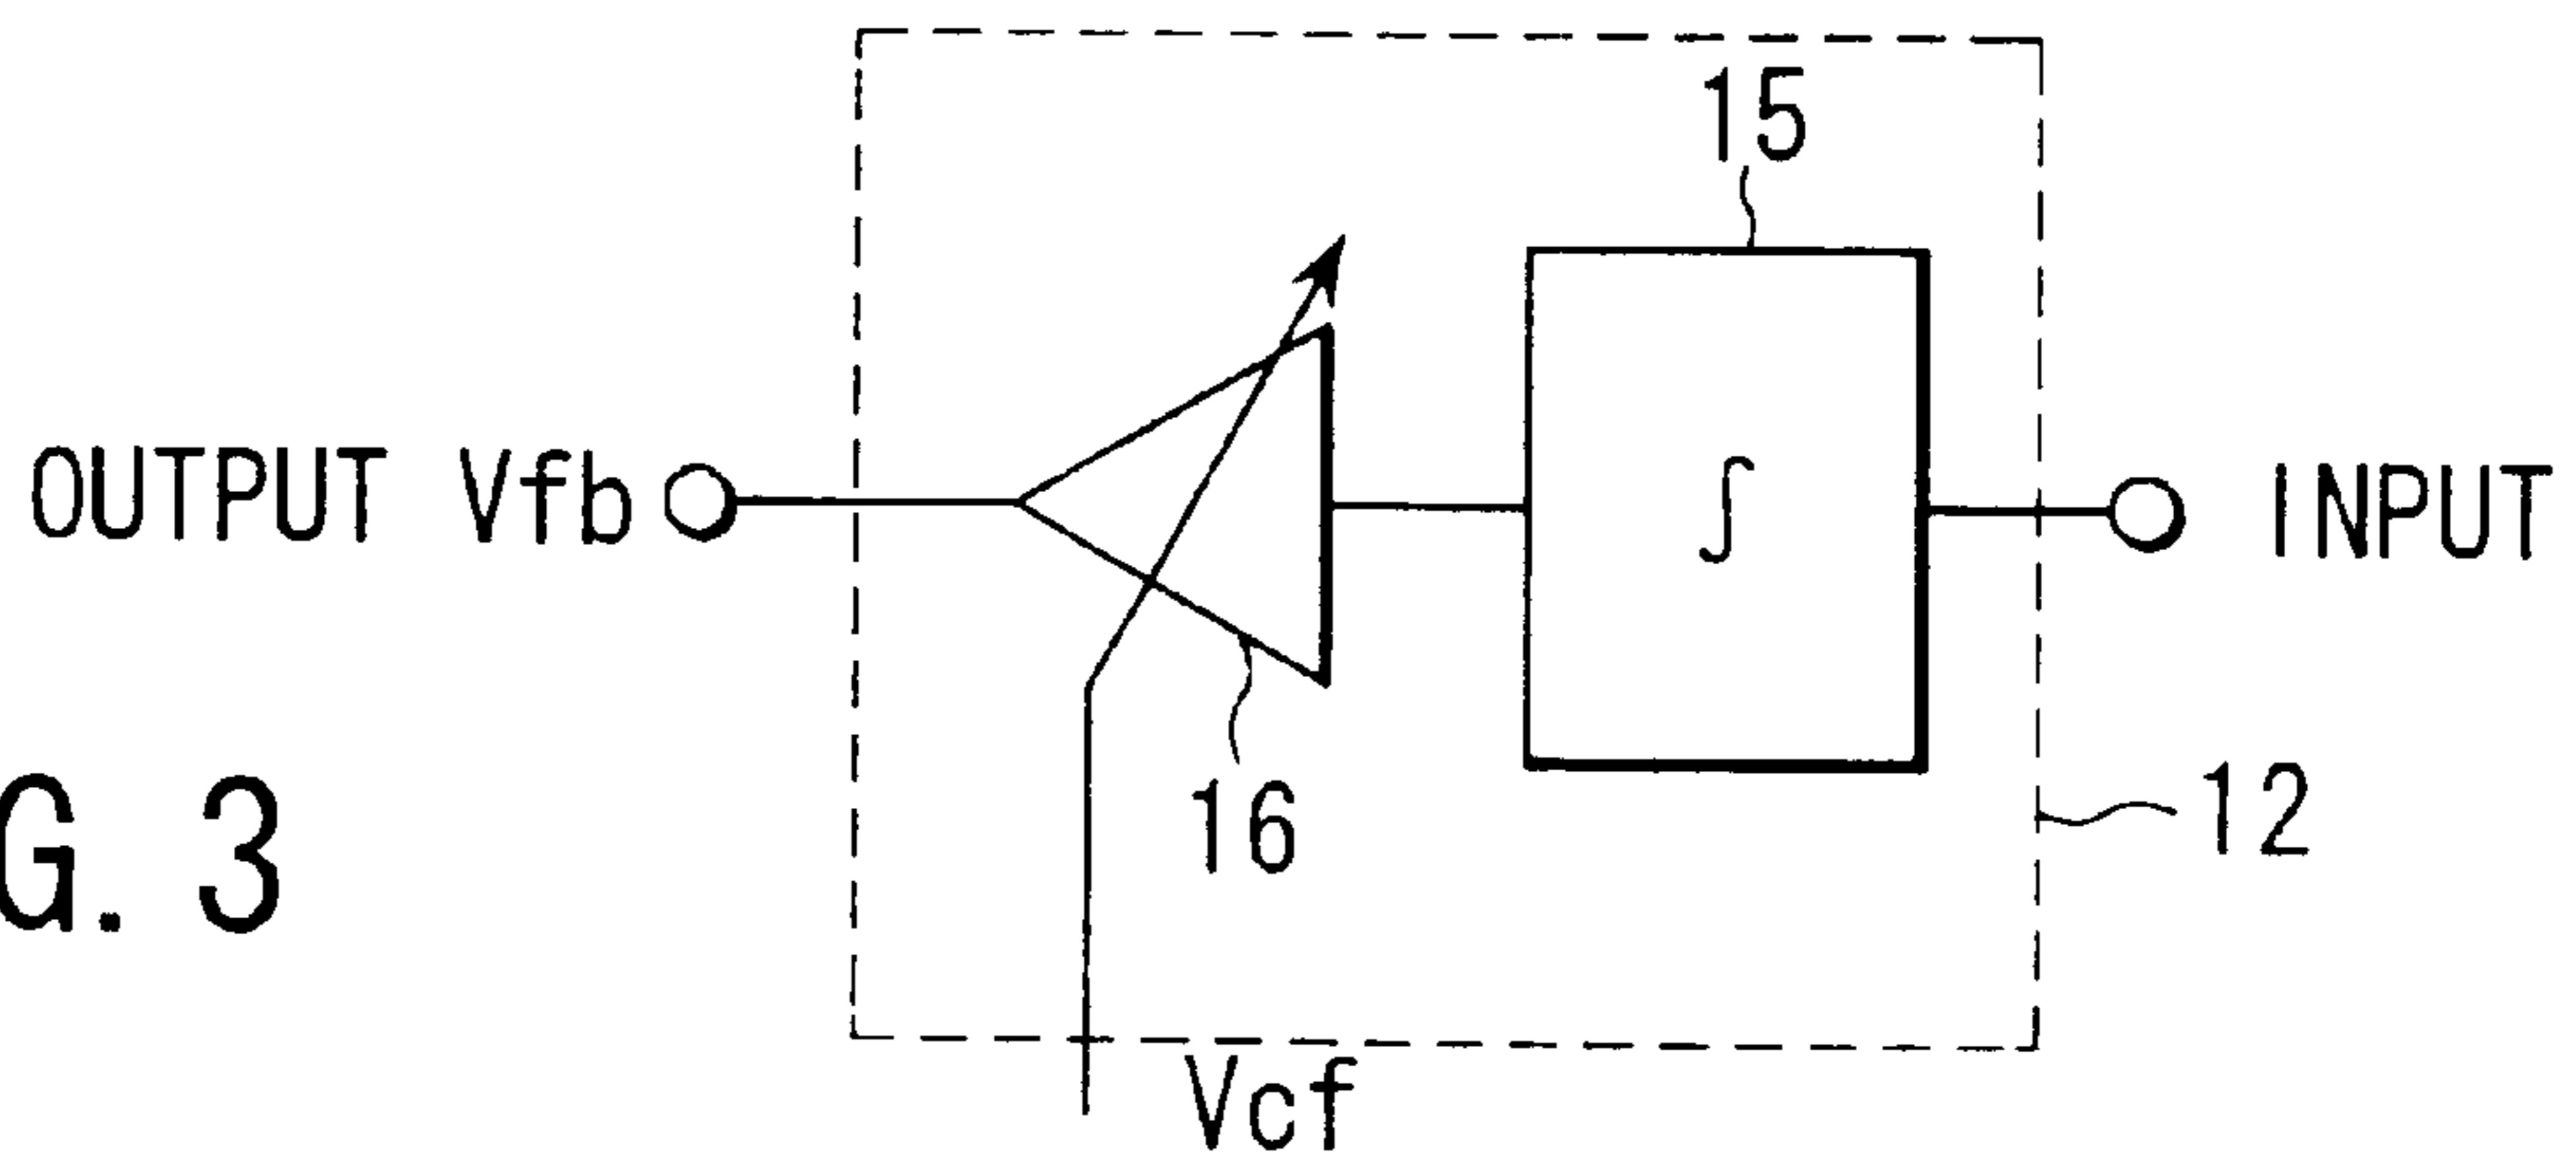 15
OUTPUT Vfb
∫
INPUT
16
12
G. 3
Vcf